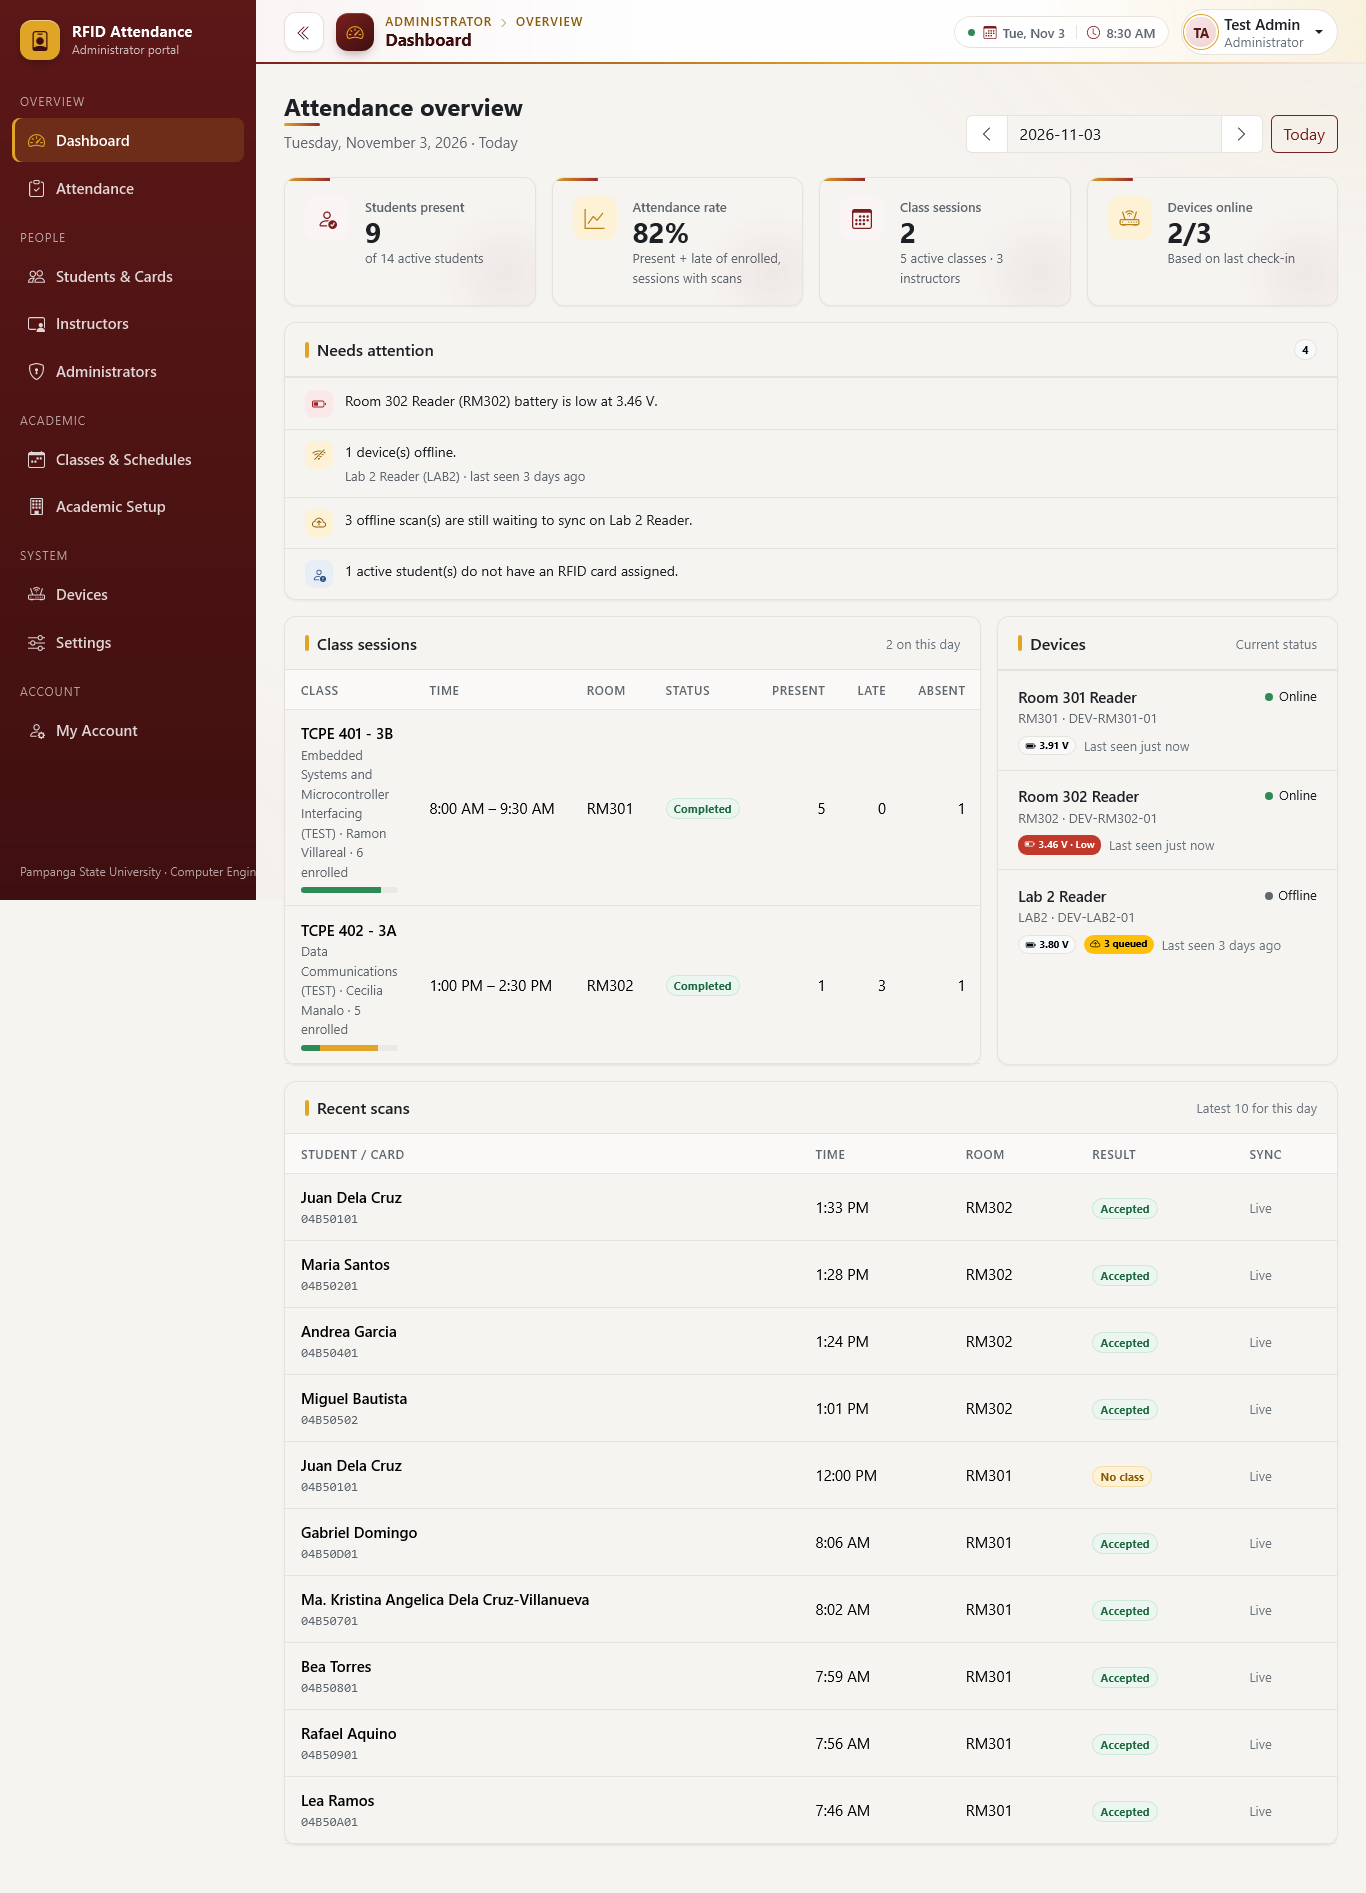 RFID Attendance
Administrator portal
OVERVIEW
Dashboard
Attendance
PEOPLE
Students & Cards
Instructors
Administrators
ACADEMIC
Classes & Schedules
Academic Setup
SYSTEM
Devices
Settings
ACCOUNT
My Account
Pampanga State University · Computer Engin
ADMINISTRATOR > OVERVIEW
Dashboard
Tue, Nov 3
8:30 AM
TA
Test Admin
Administrator
Attendance overview
Tuesday, November 3, 2026 · Today
2026-11-03
Today
Students present
9
of 14 active students
Attendance rate
82%
Present + late of enrolled,
sessions with scans
Class sessions
2
5 active classes · 3
instructors
Devices online
2/3
Based on last check-in
Needs attention
4
Room 302 Reader (RM302) battery is low at 3.46 V.
1 device(s) offline.
Lab 2 Reader (LAB2) · last seen 3 days ago
3 offline scan(s) are still waiting to sync on Lab 2 Reader.
1 active student(s) do not have an RFID card assigned.
Class sessions
2 on this day
CLASS TIME ROOM STATUS PRESENT LATE ABSENT
TCPE 401 - 3B
Embedded
Systems and
Microcontroller
Interfacing
(TEST) · Ramon
Villareal · 6
enrolled
8:00 AM – 9:30 AM RM301 Completed 5 0 1
TCPE 402 - 3A
Data
Communications
(TEST) · Cecilia
Manalo · 5
enrolled
1:00 PM – 2:30 PM RM302 Completed 1 3 1
Devices
Current status
Room 301 Reader
Online
RM301 · DEV-RM301-01
3.91 V Last seen just now
Room 302 Reader
Online
RM302 · DEV-RM302-01
3.46 V · Low Last seen just now
Lab 2 Reader
Offline
LAB2 · DEV-LAB2-01
3.80 V 3 queued Last seen 3 days ago
Recent scans
Latest 10 for this day
STUDENT / CARD TIME ROOM RESULT SYNC
Juan Dela Cruz
04B50101
1:33 PM RM302 Accepted Live
Maria Santos
04B50201
1:28 PM RM302 Accepted Live
Andrea Garcia
04B50401
1:24 PM RM302 Accepted Live
Miguel Bautista
04B50502
1:01 PM RM302 Accepted Live
Juan Dela Cruz
04B50101
12:00 PM RM301 No class Live
Gabriel Domingo
04B50D01
8:06 AM RM301 Accepted Live
Ma. Kristina Angelica Dela Cruz-Villanueva
04B50701
8:02 AM RM301 Accepted Live
Bea Torres
04B50801
7:59 AM RM301 Accepted Live
Rafael Aquino
04B50901
7:56 AM RM301 Accepted Live
Lea Ramos
04B50A01
7:46 AM RM301 Accepted Live